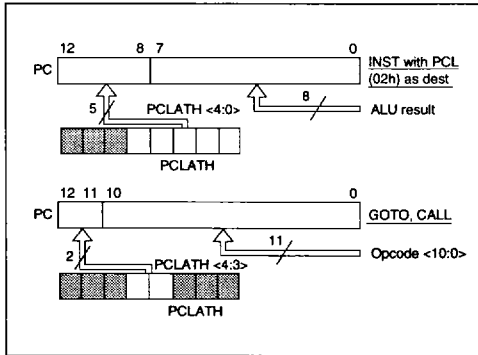 12 8 7 0
PC
INST with PCL
(02h) as dest
5
PCLATH <4:0>
8
ALU result
PCLATH
12 11 10 0
PC
GOTO, CALL
2
PCLATH <4:3>
11
Opcode <10:0>
PCLATH